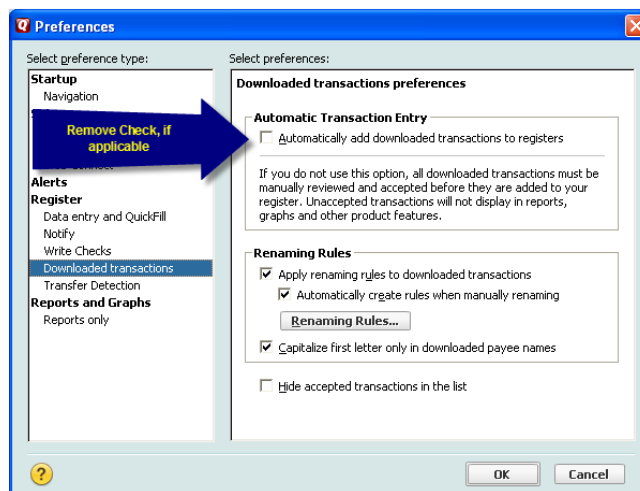 Preferences
Select preference type:
Select preferences:
Startup
Navigation
Remove Check, if
applicable
Alerts
Register
Data entry and QuickFill
Notify
Write Checks
Downloaded transactions
Transfer Detection
Reports and Graphs
Reports only
Downloaded transactions preferences
Automatic Transaction Entry
Automatically add downloaded transactions to registers
If you do not use this option, all downloaded transactions must be
manually reviewed and accepted before they are added to your
register. Unaccepted transactions will not display in reports,
graphs and other product features.
Renaming Rules
Apply renaming rules to downloaded transactions
Automatically create rules when manually renaming
Renaming Rules...
Capitalize first letter only in downloaded payee names
Hide accepted transactions in the list
?
OK
Cancel